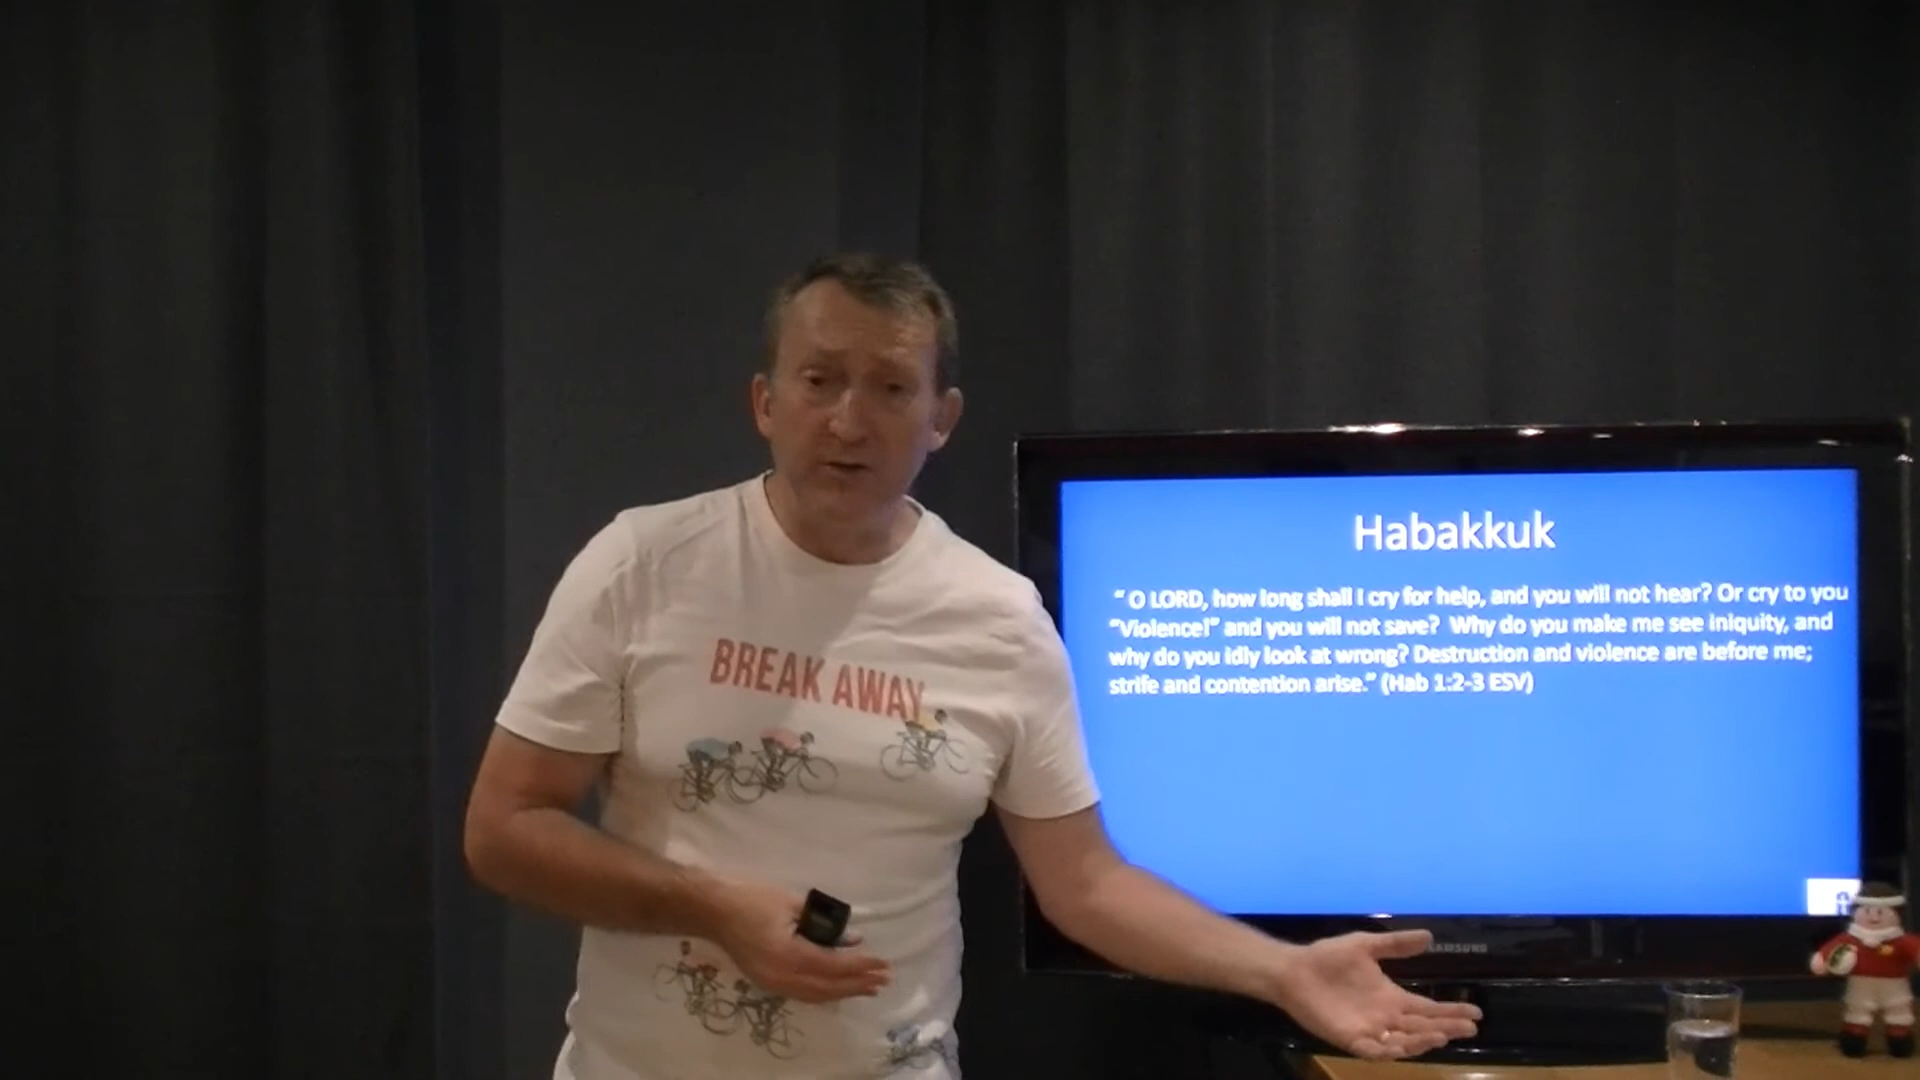 BREAK AWAY
Habakkuk
“ O LORD, how long shall I cry for help, and you will not hear? Or cry to you
“Violence!” and you will not save?  Why do you make me see iniquity, and
why do you idly look at wrong? Destruction and violence are before me;
strife and contention arise.” (Hab 1:2-3 ESV)
SAMSUNG